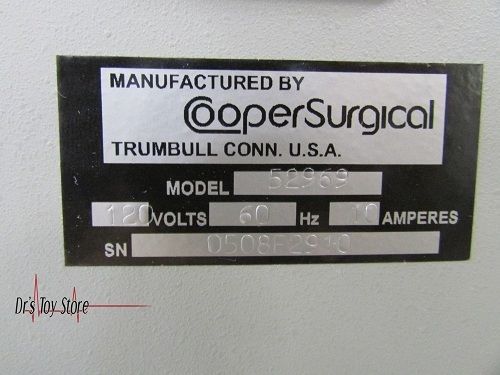 MANUFACTURED BY
CooperSurgical
TRUMBULL CONN. U.S.A.
MODEL 52969
120 VOLTS 60 Hz 10 AMPERES
SN 0508F2910
Dr's Toy Store